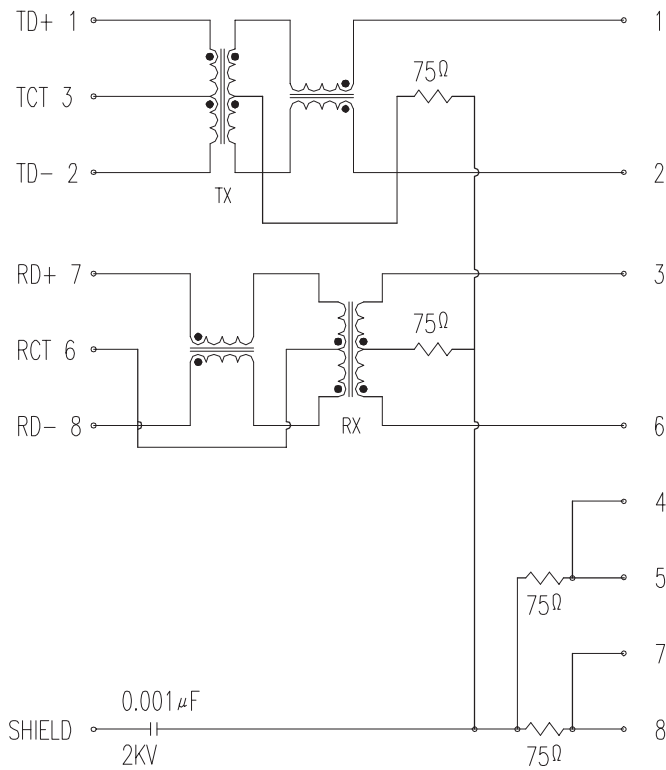 TD+ 1
1
75Ω
TCT 3
TD- 2
2
TX
RD+ 7
3
75Ω
RCT 6
RD- 8
6
RX
4
5
75Ω
7
0.001μF
SHIELD
8
2KV
75Ω